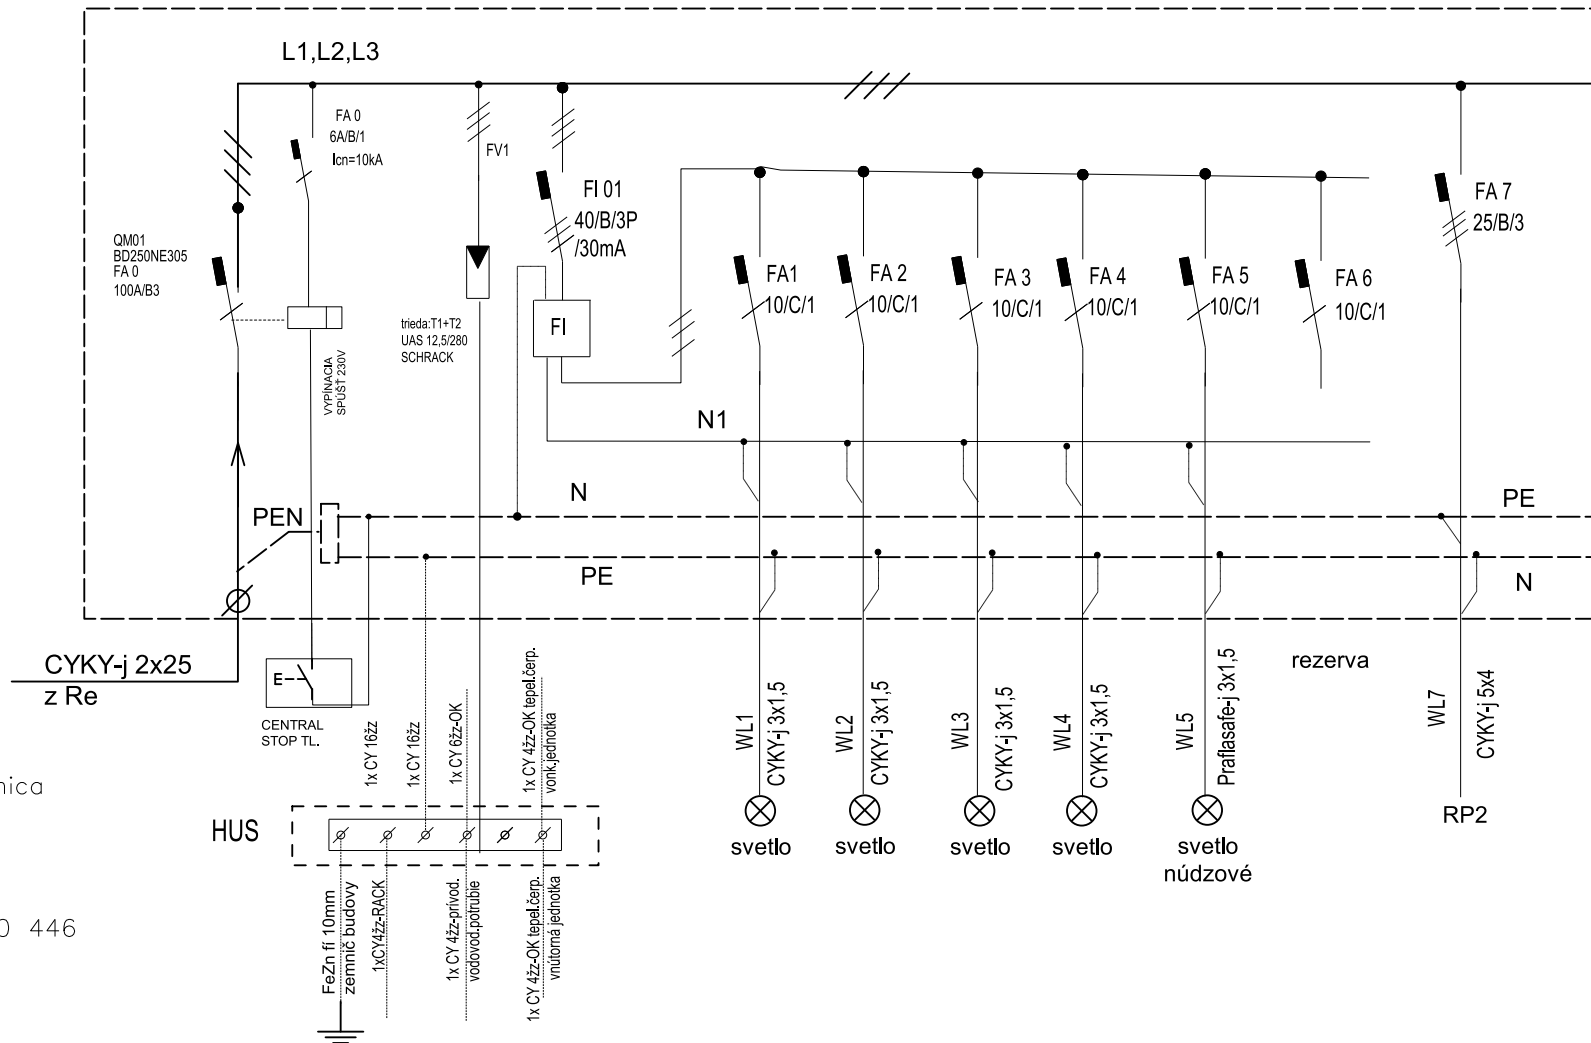 L1,L2,L3
FA 0
6A/B/1
Icn=10kA
FV1
FI 01
40/B/3P
/30mA
FA 7
25/B/3
QM01
BD250NE305
FA 0
100A/B3
FA1
10/C/1
FA 2
10/C/1
FA 3
10/C/1
FA 4
10/C/1
FA 5
10/C/1
FA 6
10/C/1
trieda:T1+T2
UAS 12,5/280
SCHRACK
FI
VYPÍNACIA
SPÚŠŤ 230V
N1
N
PEN
PE
PE
N
CYKY-j 2x25
z Re
E
CENTRAL
STOP TL.
rezerva
1x CY 16žz
1x CY 16žz
1x CY 6žz-OK
1x CY 4žz-OK tepel.čerp.
vonk.jednotka
WL1
CYKY-j 3x1,5
WL2
CYKY-j 3x1,5
WL3
CYKY-j 3x1,5
WL4
CYKY-j 3x1,5
WL5
Praflasafe-j 3x1,5
WL7
CYKY-j 5x4
nica
HUS
svetlo
svetlo
svetlo
svetlo
svetlo
núdzové
RP2
FeZn fí 10mm
zemnič budovy
1xCY4žz-RACK
1x CY 4žz-prívod.
vodovod.potrubie
1x CY 4žz-OK tepel.čerp.
vnútorná jednotka
0 446